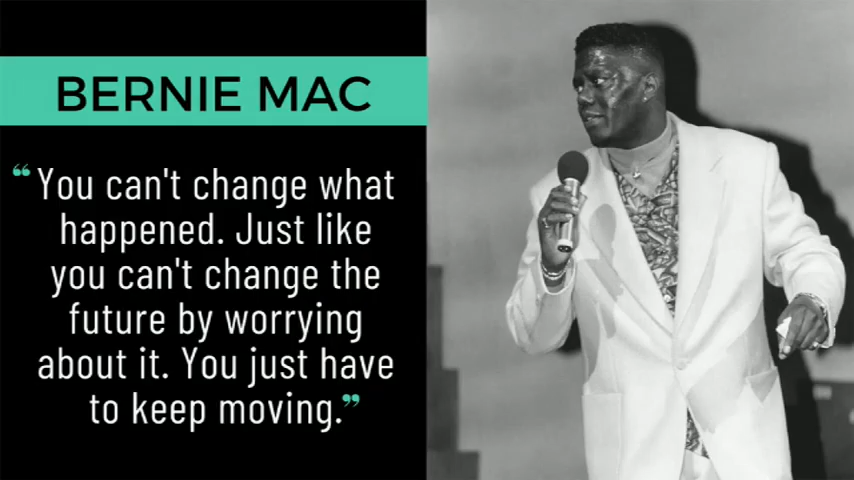 BERNIE MAC
“You can't change what
happened. Just like
you can't change the
future by worrying
about it. You just have
to keep moving.”